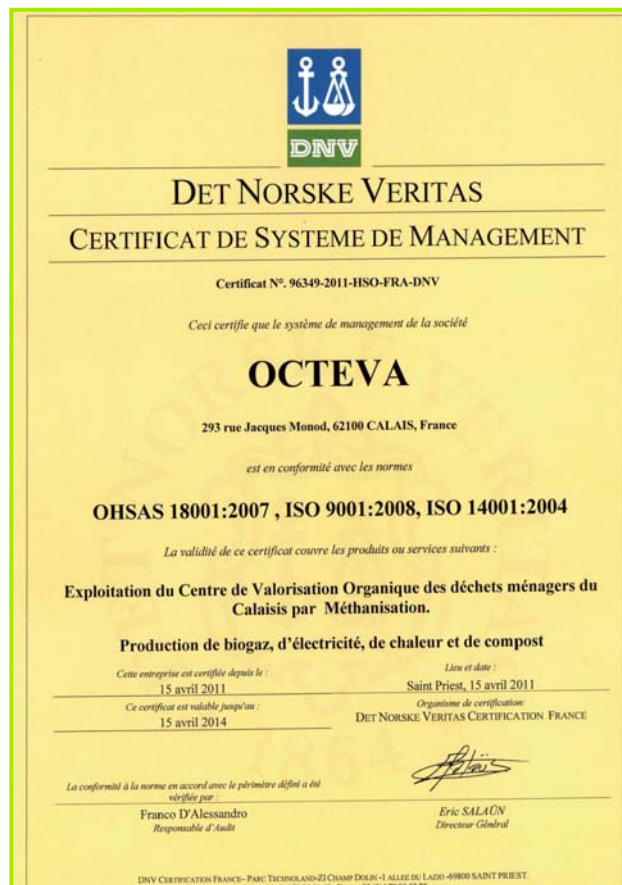 DNV
DET NORSKE VERITAS
CERTIFICAT DE SYSTEME DE MANAGEMENT
Certificat N°. 96349-2011-HSO-FRA-DNV
Ceci certifie que le système de management de la société
OCTEVA
293 rue Jacques Monod, 62100 CALAIS, France
est en conformité avec les normes
OHSAS 18001:2007 , ISO 9001:2008, ISO 14001:2004
La validité de ce certificat couvre les produits ou services suivants :
Exploitation du Centre de Valorisation Organique des déchets ménagers du
Calaisis par Méthanisation.
Production de biogaz, d'électricité, de chaleur et de compost
Cette entreprise est certifiée depuis le :
15 avril 2011
Lieu et date :
Saint Priest, 15 avril 2011
Ce certificat est valable jusqu'au :
15 avril 2014
Organisme de certification:
DET NORSKE VERITAS CERTIFICATION FRANCE
1864
La conformité à la norme en accord avec le périmètre défini a été
vérifiée par :
Franco D'Alessandro
Responsable d'Audit
Eric SALAÜN
Directeur Général
DNV CERTIFICATION FRANCE– PARC TECHNOLAND-ZI CHAMP DOLIN -1 ALLEE DU LAZIO -69800 SAINT PRIEST.